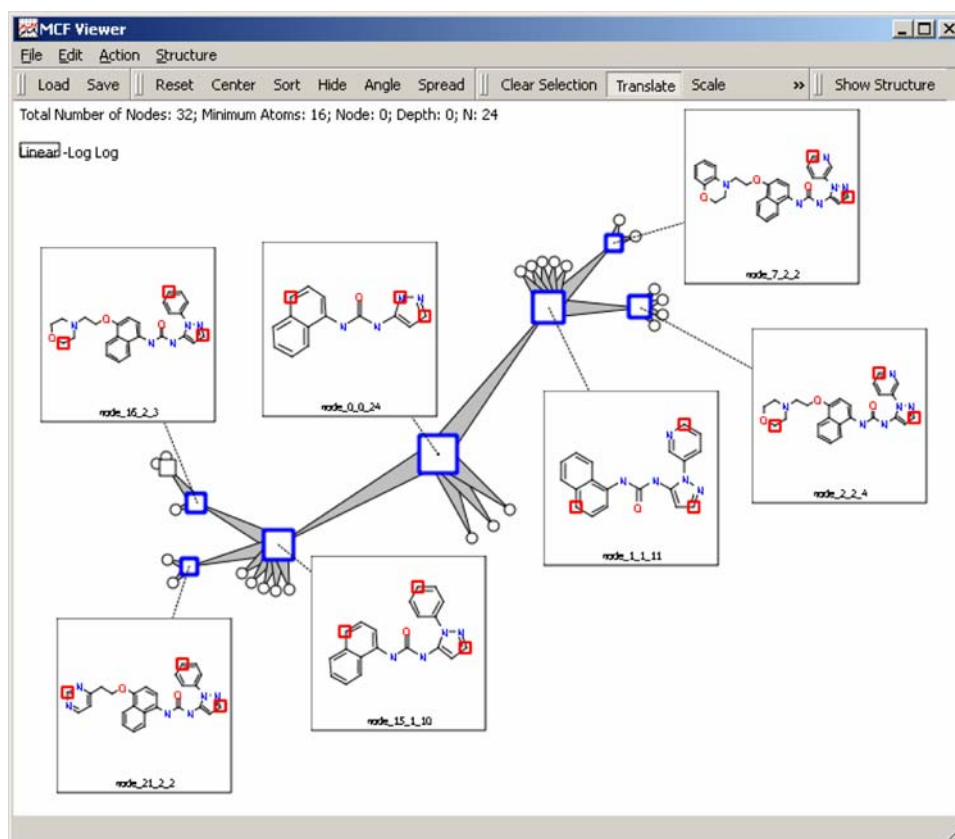 MCF Viewer
File Edit Action Structure
Load Save Reset Center Sort Hide Angle Spread Clear Selection Translate Scale » Show Structure
Total Number of Nodes: 32; Minimum Atoms: 16; Node: 0; Depth: 0; N: 24
Linear -Log Log
node_7_2_2
node_16_2_3
node_0_0_24
node_2_2_4
node_1_1_11
node_15_1_10
node_21_2_2